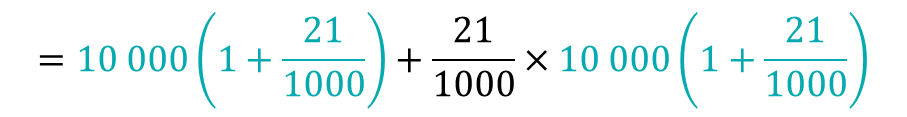 = 10 000 (1 + 21/1000) + 21/1000 × 10 000 (1 + 21/1000)